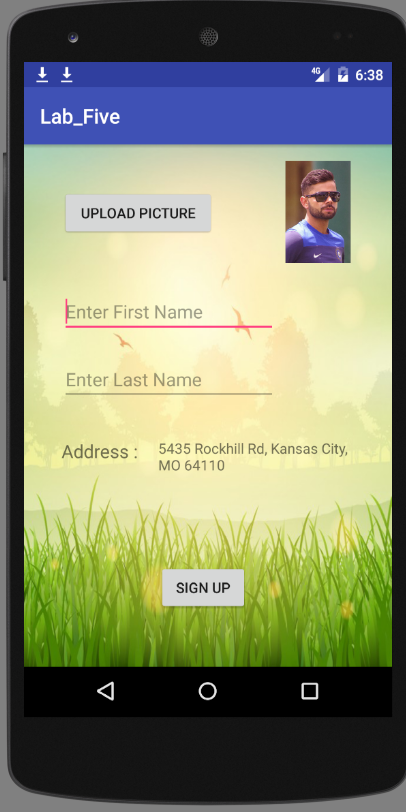 4G 6:38
Lab_Five
UPLOAD PICTURE
Enter First Name
Enter Last Name
Address : 5435 Rockhill Rd, Kansas City,
MO 64110
SIGN UP